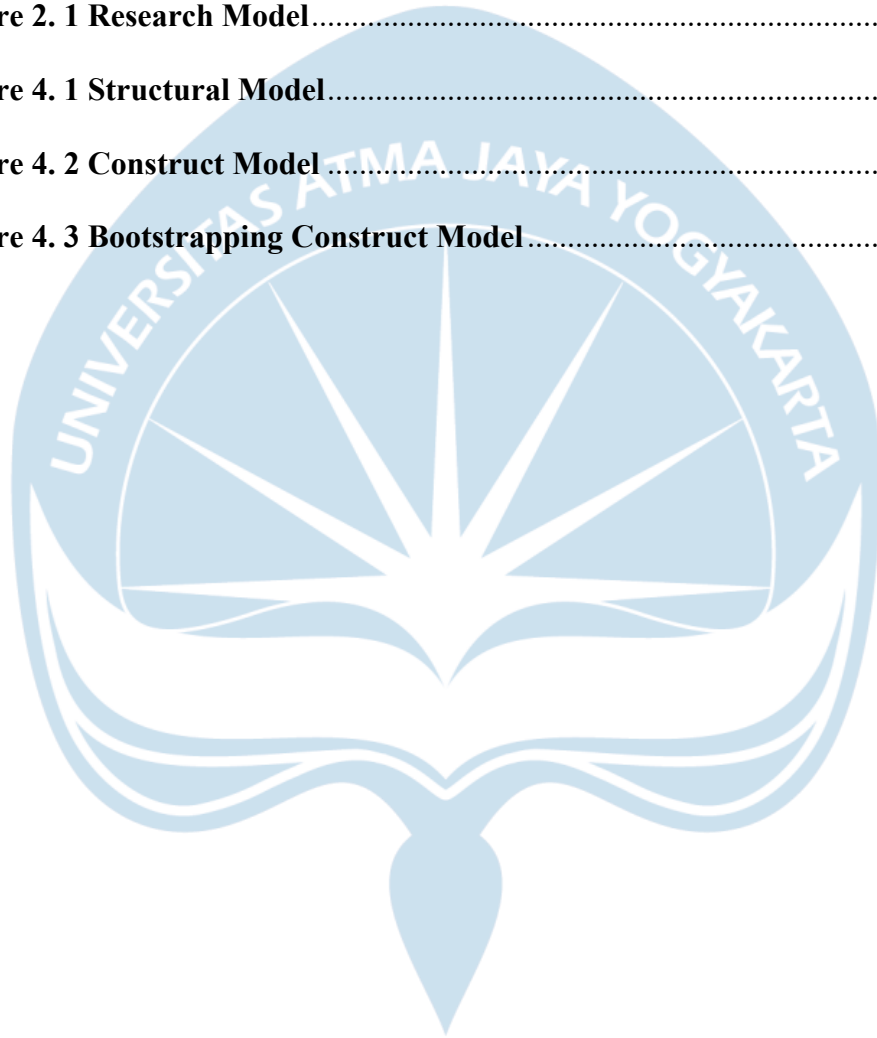 re 2. 1 Research Model
re 4. 1 Structural Model
re 4. 2 Construct Model
re 4. 3 Bootstrapping Construct Model
UNIVERSITAS ATMA JAYA YOGYAKARTA